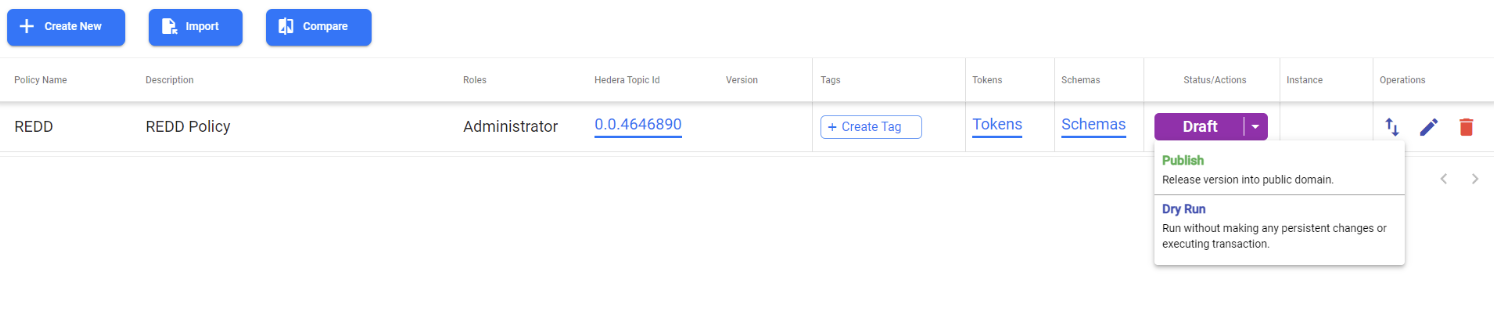 Create New Import Compare
Policy Name Description Roles Hedera Topic Id Version Tags Tokens Schemas Status/Actions Instance Operations
REDD REDD Policy Administrator 0.0.4646890 + Create Tag Tokens Schemas Draft
Publish
Release version into public domain.
Dry Run
Run without making any persistent changes or
executing transaction.